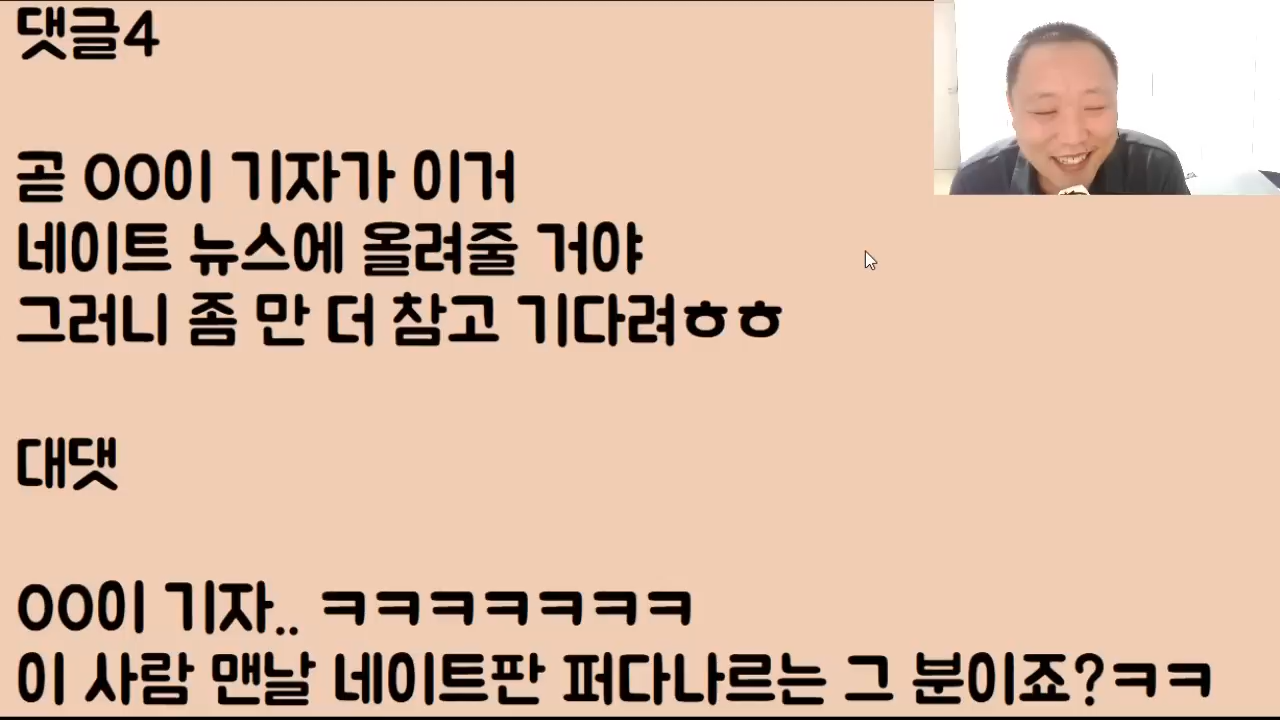 댓글4
곧 OO이 기자가 이거
네이트 뉴스에 올려줄 거야
그러니 좀 만 더 참고 기다려ㅎㅎ
대댓
OO이 기자.. ㅋㅋㅋㅋㅋㅋㅋ
이 사람 맨날 네이트판 퍼다나르는 그 분이죠?ㅋㅋ